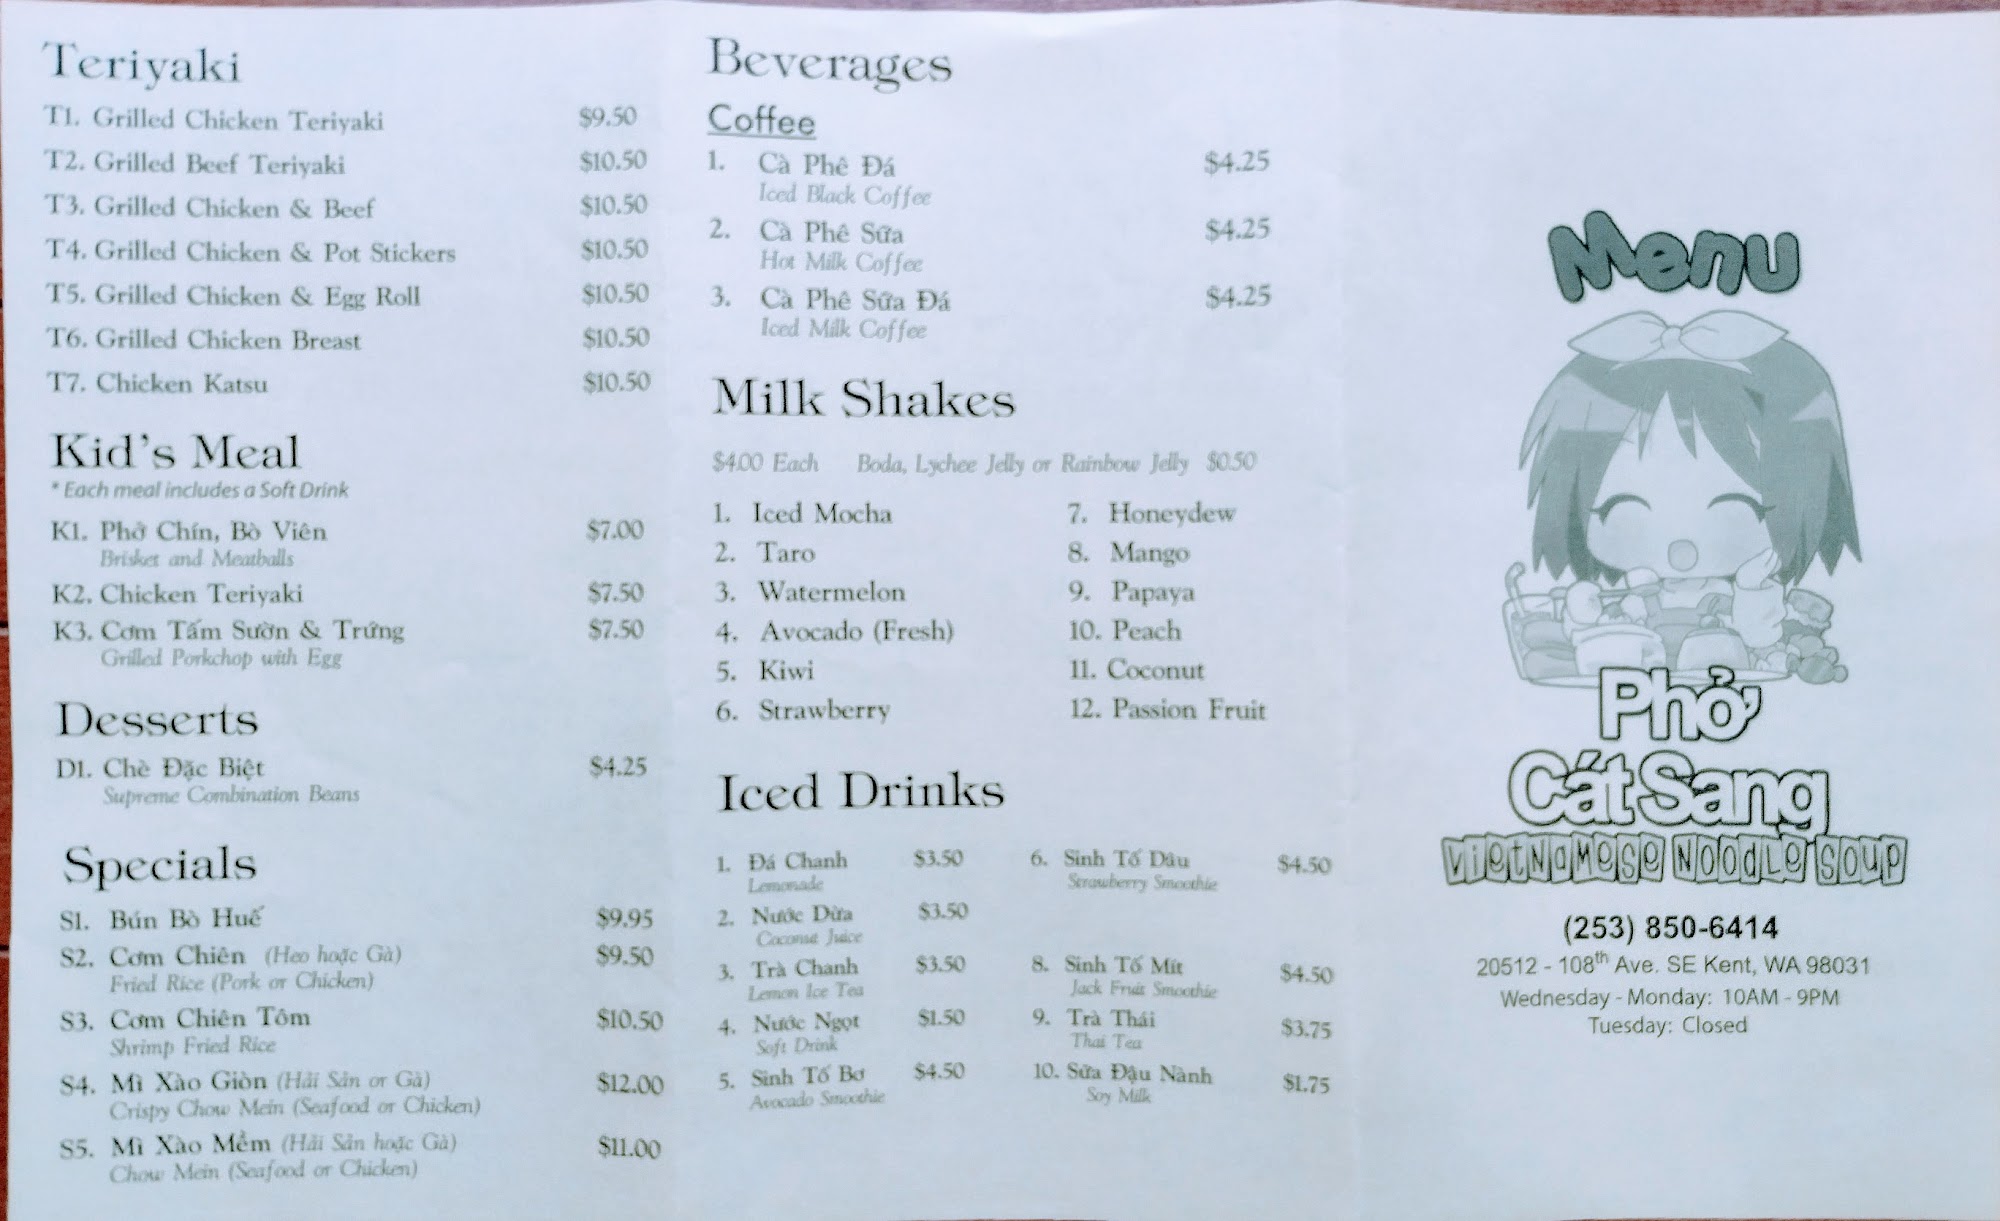 Teriyaki
T1. Grilled Chicken Teriyaki $9.50
T2. Grilled Beef Teriyaki $10.50
T3. Grilled Chicken & Beef $10.50
T4. Grilled Chicken & Pot Stickers $10.50
T5. Grilled Chicken & Egg Roll $10.50
T6. Grilled Chicken Breast $10.50
T7. Chicken Katsu $10.50
Kid's Meal
* Each meal includes a Soft Drink
K1. Phở Chín, Bò Viên $7.00
Brisket and Meatballs
K2. Chicken Teriyaki $7.50
K3. Cơm Tấm Sườn & Trứng $7.50
Grilled Porkchop with Egg
Desserts
D1. Chè Đặc Biệt $4.25
Supreme Combination Beans
Specials
S1. Bún Bò Huế $9.95
S2. Cơm Chiên (Heo hoặc Gà) $9.50
Fried Rice (Pork or Chicken)
S3. Cơm Chiên Tôm $10.50
Shrimp Fried Rice
S4. Mì Xào Giòn (Hải Sản or Gà) $12.00
Crispy Chow Mein (Seafood or Chicken)
S5. Mì Xào Mềm (Hải Sản hoặc Gà) $11.00
Chow Mein (Seafood or Chicken)
Beverages
Coffee
1. Cà Phê Đá $4.25
Iced Black Coffee
2. Cà Phê Sữa $4.25
Hot Milk Coffee
3. Cà Phê Sữa Đá $4.25
Iced Milk Coffee
Milk Shakes
$4.00 Each Boda, Lychee Jelly or Rainbow Jelly $0.50
1. Iced Mocha
2. Taro
3. Watermelon
4. Avocado (Fresh)
5. Kiwi
6. Strawberry
7. Honeydew
8. Mango
9. Papaya
10. Peach
11. Coconut
12. Passion Fruit
Iced Drinks
1. Đá Chanh $3.50
Lemonade
2. Nước Dừa $3.50
Coconut Juice
3. Trà Chanh $3.50
Lemon Ice Tea
4. Nước Ngọt $1.50
Soft Drink
5. Sinh Tố Bơ $4.50
Avocado Smoothie
6. Sinh Tố Dâu $4.50
Strawberry Smoothie
8. Sinh Tố Mít $4.50
Jack Fruit Smoothie
9. Trà Thái $3.75
Thai Tea
10. Sữa Đậu Nành $1.75
Soy Milk
Menu
Phở
Cát Sang
Vietnamese Noodle Soup
(253) 850-6414
20512 - 108th Ave. SE Kent, WA 98031
Wednesday - Monday: 10AM - 9PM
Tuesday: Closed